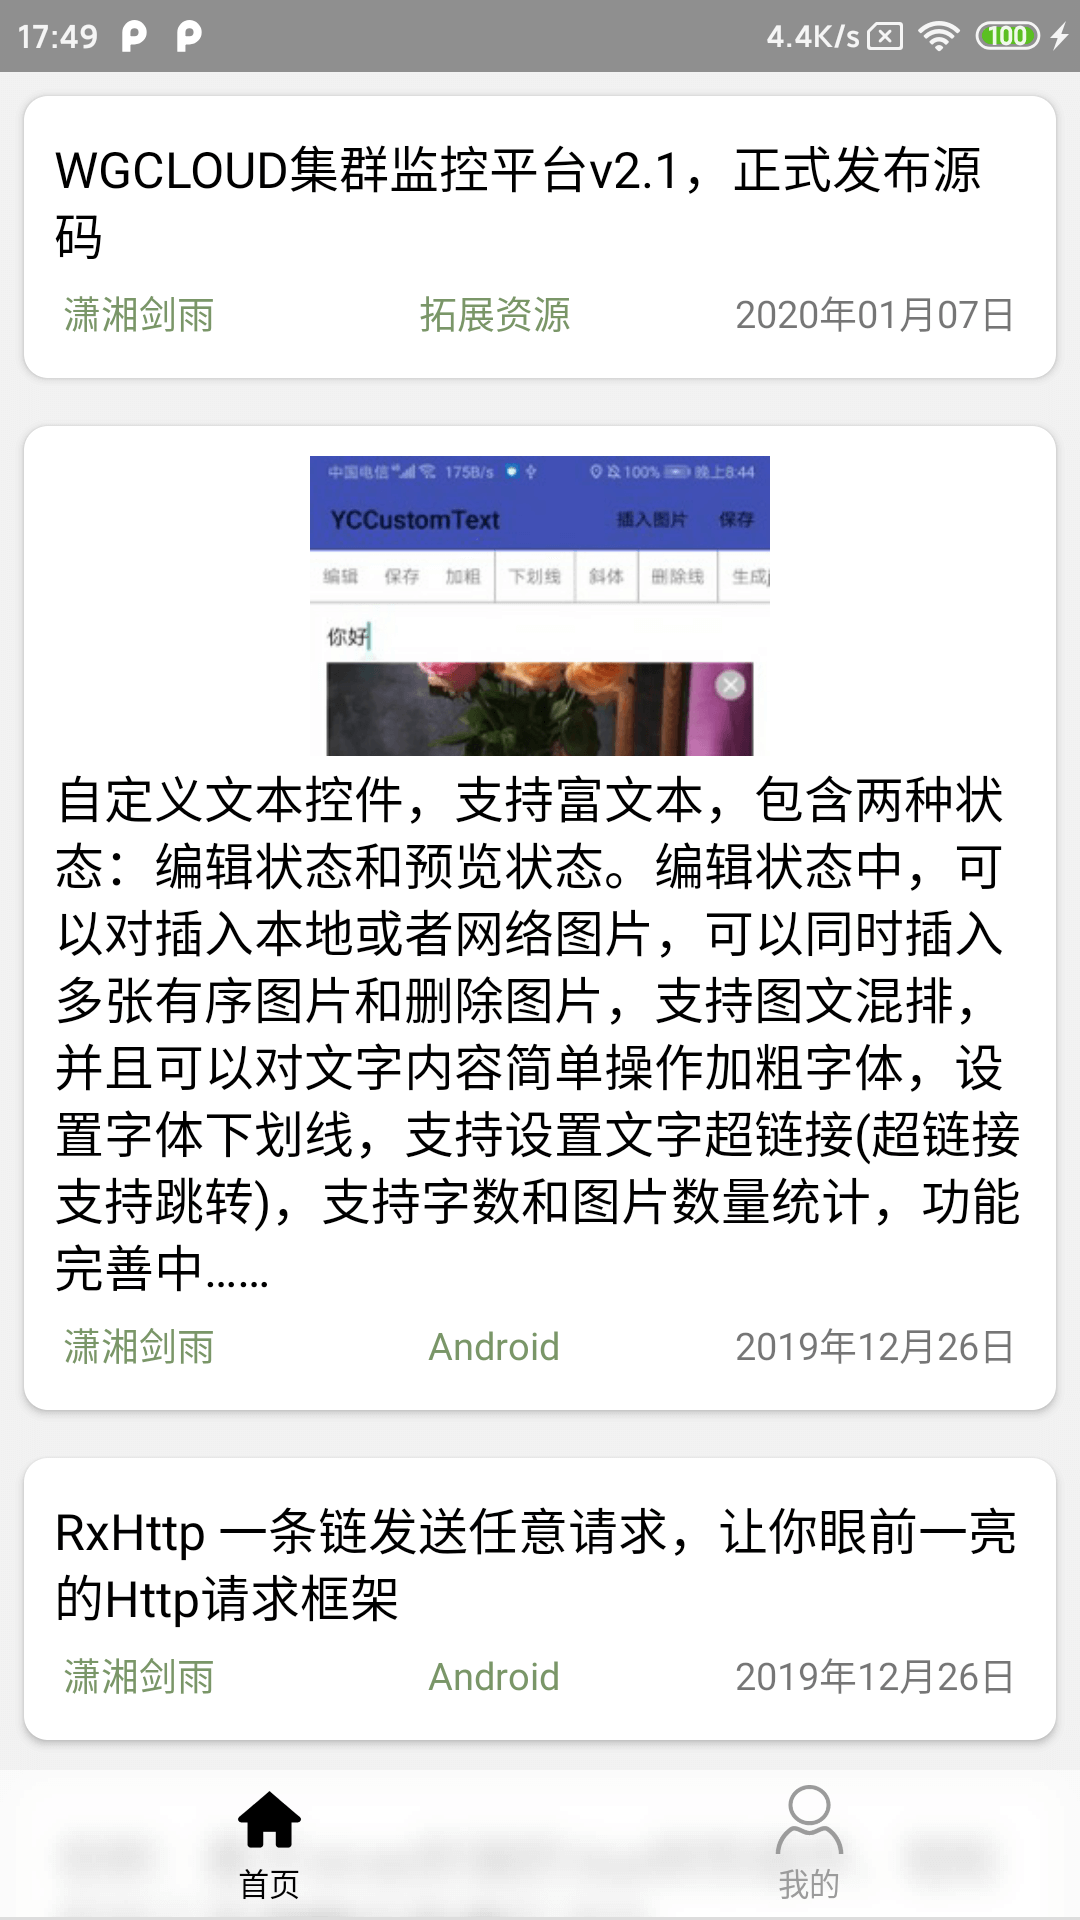 17:49 4.4K/s 100
WGCLOUD集群监控平台v2.1，正式发布源
码
潇湘剑雨 拓展资源 2020年01月07日
中国电信 175B/s 100% 晚上8:44
YCCustomText 插入图片 保存
编辑 保存 加粗 下划线 斜体 删除线 生成
你好
自定义文本控件，支持富文本，包含两种状
态：编辑状态和预览状态。编辑状态中，可
以对插入本地或者网络图片，可以同时插入
多张有序图片和删除图片，支持图文混排，
并且可以对文字内容简单操作加粗字体，设
置字体下划线，支持设置文字超链接(超链接
支持跳转)，支持字数和图片数量统计，功能
完善中……
潇湘剑雨 Android 2019年12月26日
RxHttp 一条链发送任意请求，让你眼前一亮
的Http请求框架
潇湘剑雨 Android 2019年12月26日
首页 我的